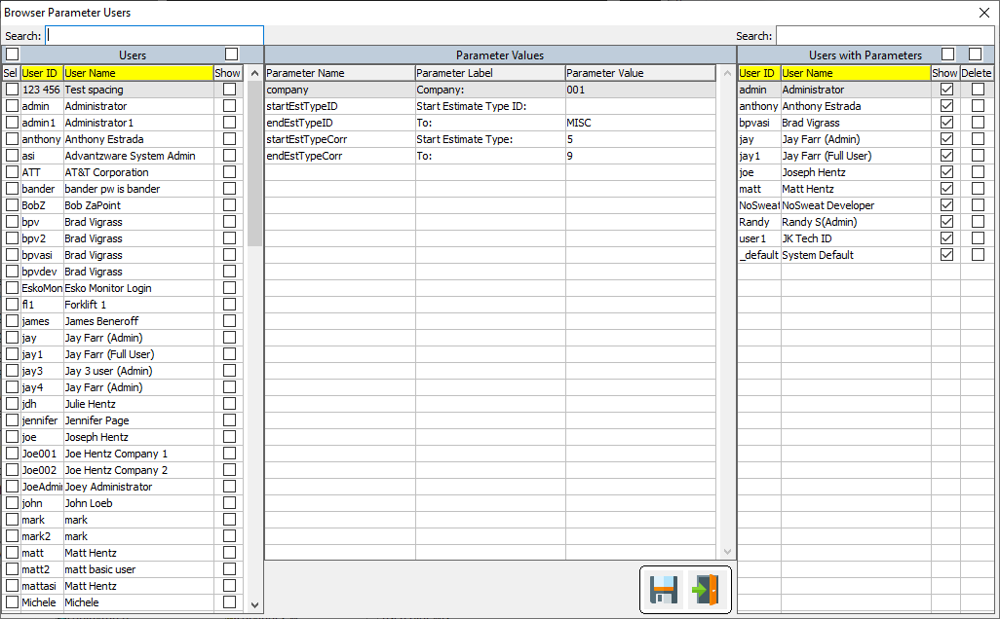 Browser Parameter Users
Search:
Search:
Users
Parameter Values
Users with Parameters
Sel User ID User Name Show
123 456 Test spacing
admin Administrator
admin1 Administrator1
anthony Anthony Estrada
asi Advantzware System Admin
ATT AT&T Corporation
bander bander pw is bander
BobZ Bob ZaPoint
bpv Brad Vigrass
bpv2 Brad Vigrass
bpvasi Brad Vigrass
bpvdev Brad Vigrass
EskoMon Esko Monitor Login
fl1 Forklift 1
james James Beneroff
jay Jay Farr (Admin)
jay1 Jay Farr (Full User)
jay3 Jay 3 user (Admin)
jay4 Jay Farr (Admin)
jdh Julie Hentz
jennifer Jennifer Page
joe Joseph Hentz
Joe001 Joe Hentz Company 1
Joe002 Joe Hentz Company 2
JoeAdmi Joey Administrator
john John Loeb
mark mark
mark2 mark
matt Matt Hentz
matt2 matt basic user
mattasi Matt Hentz
Michele Michele
Parameter Name Parameter Label Parameter Value
company Company: 001
startEstTypeID Start Estimate Type ID:
endEstTypeID To: MISC
startEstTypeCorr Start Estimate Type: 5
endEstTypeCorr To: 9
User ID User Name Show Delete
admin Administrator
anthony Anthony Estrada
bpvasi Brad Vigrass
jay Jay Farr (Admin)
jay1 Jay Farr (Full User)
joe Joseph Hentz
matt Matt Hentz
NoSweat NoSweat Developer
Randy Randy S(Admin)
user1 JK Tech ID
_default System Default